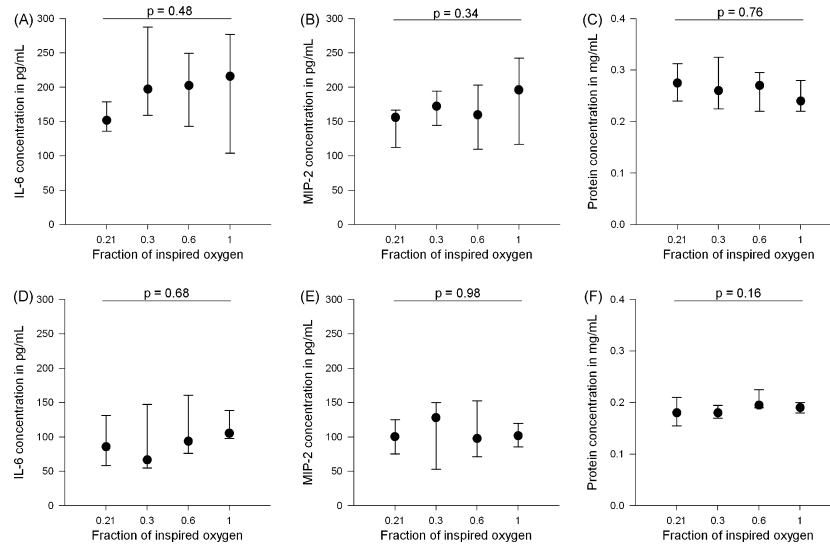 (A)
p = 0.48
300
250
200
150
100
50
0
IL-6 concentration in pg/mL
0.21 0.3 0.6 1
Fraction of inspired oxygen
(B)
p = 0.34
300
250
200
150
100
50
0
MIP-2 concentration in pg/mL
0.21 0.3 0.6 1
Fraction of inspired oxygen
(C)
p = 0.76
0.4
0.3
0.2
0.1
0.0
Protein concentration in mg/mL
0.21 0.3 0.6 1
Fraction of inspired oxygen
(D)
p = 0.68
300
250
200
150
100
50
0
IL-6 concentration in pg/mL
0.21 0.3 0.6 1
Fraction of inspired oxygen
(E)
p = 0.98
300
250
200
150
100
50
0
MIP-2 concentration in pg/mL
0.21 0.3 0.6 1
Fraction of inspired oxygen
(F)
p = 0.16
0.4
0.3
0.2
0.1
0.0
Protein concentration in mg/mL
0.21 0.3 0.6 1
Fraction of inspired oxygen